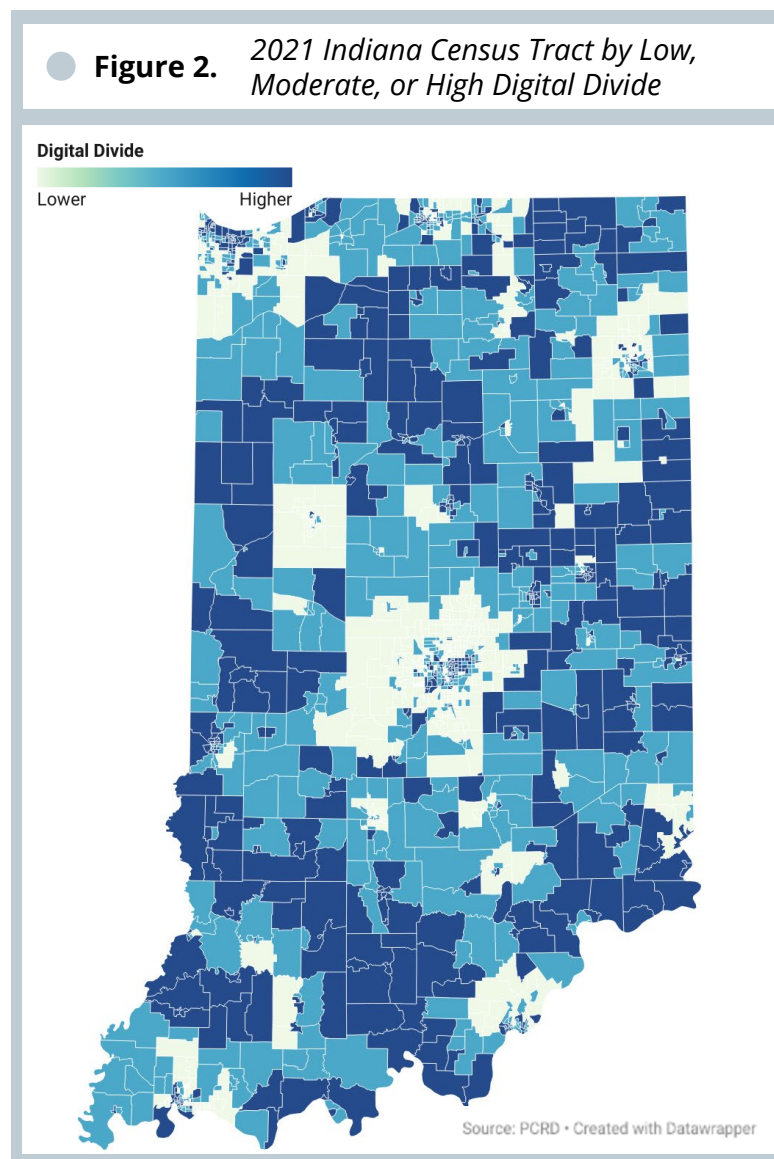 Figure 2.
2021 Indiana Census Tract by Low,
Moderate, or High Digital Divide
Digital Divide
Lower
Higher
Source: PCRD • Created with Datawrapper